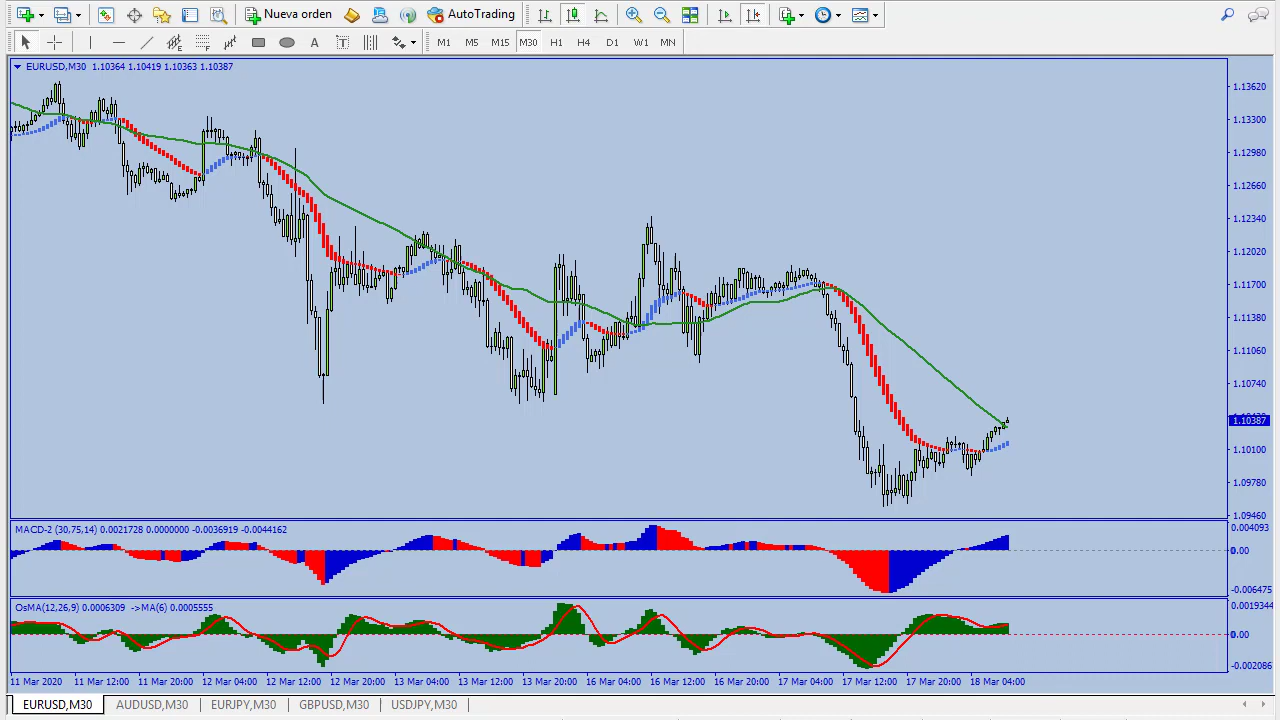 Nueva orden AutoTrading
A T M1 M5 M15 M30 H1 H4 D1 W1 MN
EURUSD,M30 1.10364 1.10419 1.10363 1.10387
1.13620
1.13300
1.12980
1.12660
1.12340
1.12020
1.11700
1.11380
1.11060
1.10740
1.10387
1.10100
1.09780
1.09460
MACD-2 (30,75,14) 0.0021728 0.0000000 -0.0036919 -0.0044162
0.004093
0.00
-0.006475
OsMA(12,26,9) 0.0006309 ->MA(6) 0.0005555
0.0019344
0.00
-0.002086
11 Mar 2020 11 Mar 12:00 11 Mar 20:00 12 Mar 04:00 12 Mar 12:00 12 Mar 20:00 13 Mar 04:00 13 Mar 12:00 13 Mar 20:00 16 Mar 04:00 16 Mar 12:00 16 Mar 20:00 17 Mar 04:00 17 Mar 12:00 17 Mar 20:00 18 Mar 04:00
EURUSD,M30 AUDUSD,M30 EURJPY,M30 GBPUSD,M30 USDJPY,M30